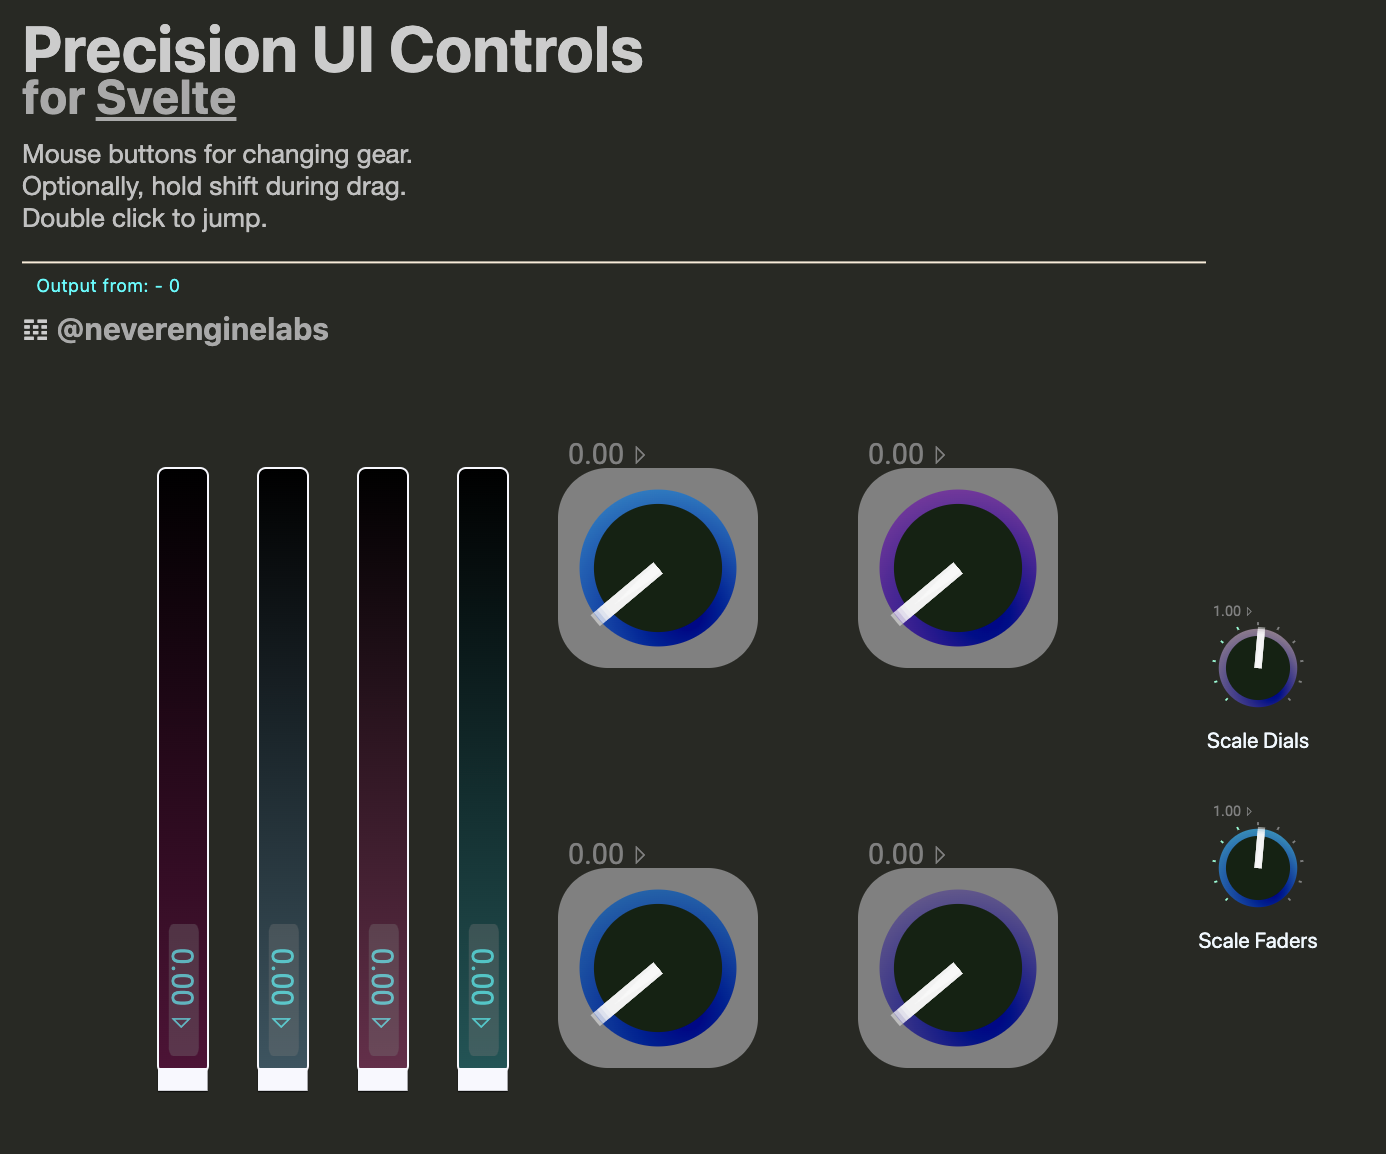 Precision UI Controls
for Svelte
Mouse buttons for changing gear.
Optionally, hold shift during drag.
Double click to jump.
Output from: - 0
@neverenginelabs
0.00
0.00
1.00
Scale Dials
1.00
Scale Faders
0.00
0.00
0.00
0.00
0.00
0.00